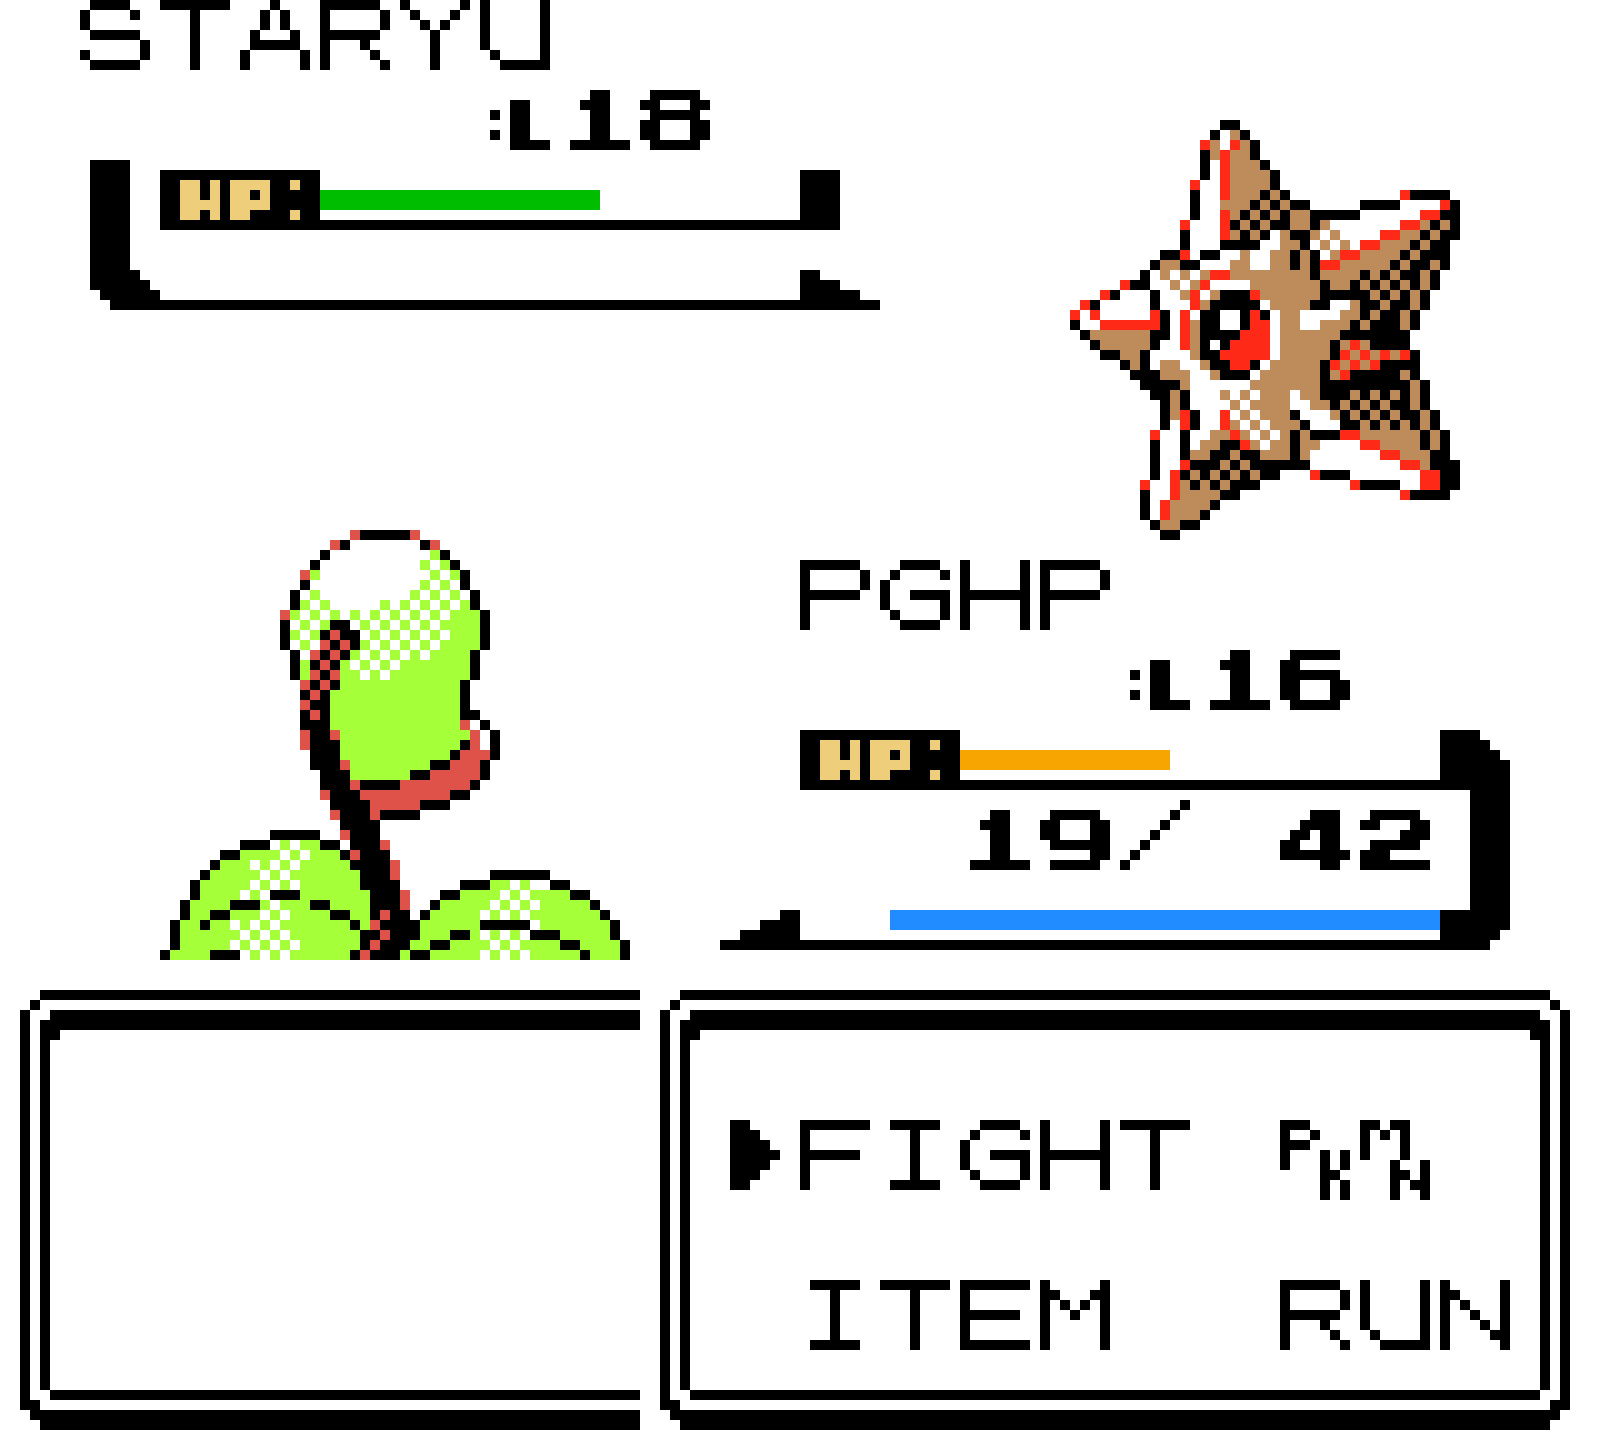 STARYU
:L18
HP:
PGHP
:L16
HP:
19/ 42
▶FIGHT PKMN
ITEM RUN